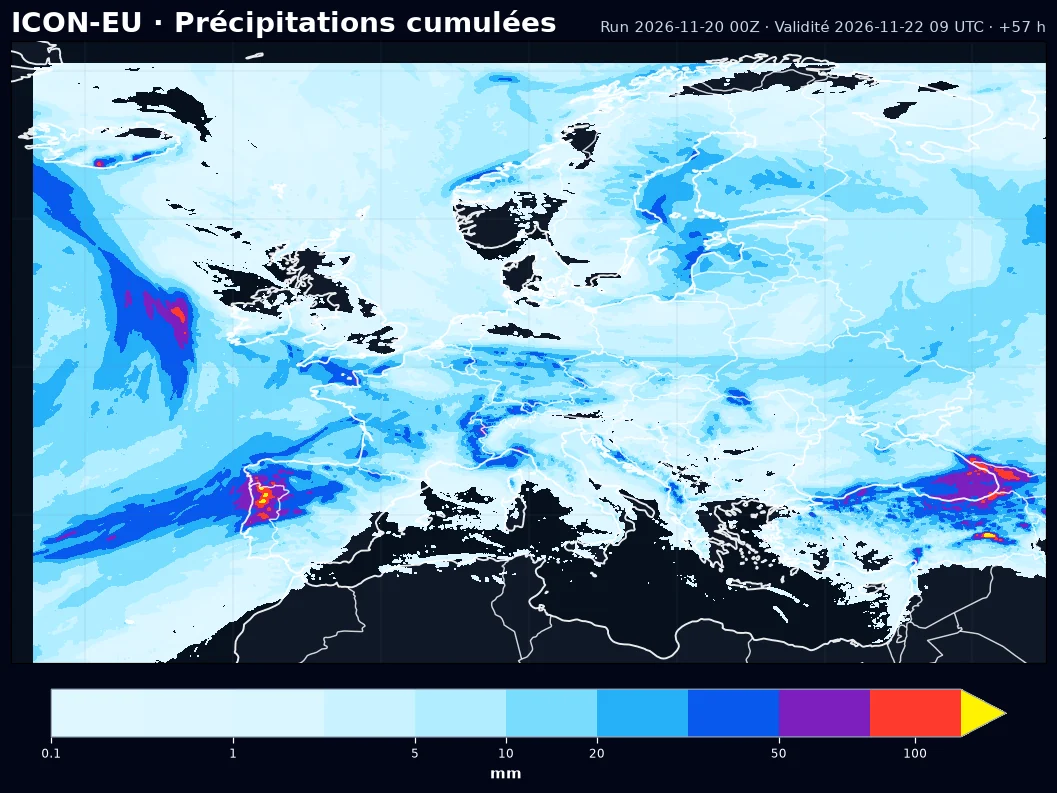 ICON-EU · Précipitations cumulées
Run 2026-11-20 00Z · Validité 2026-11-22 09 UTC · +57 h
0.1 1 5 10 20 50 100
mm